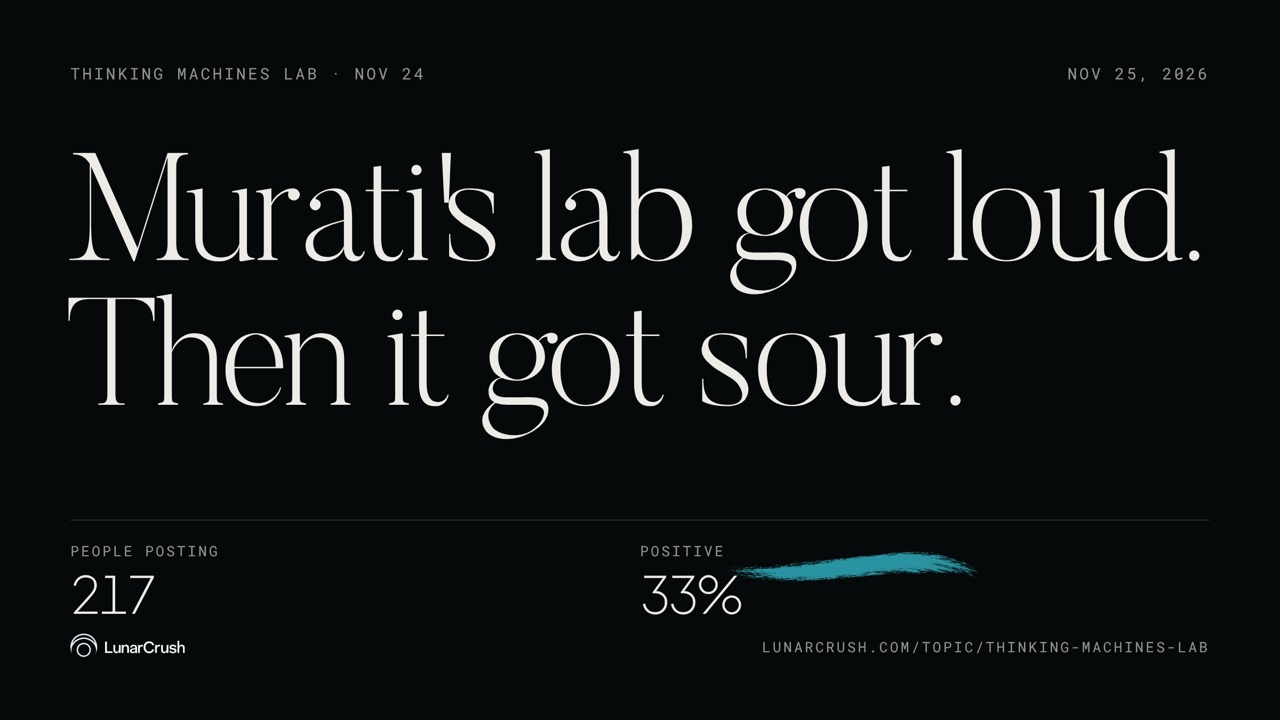 THINKING MACHINES LAB · NOV 24
NOV 25, 2026
Murati's lab got loud.
Then it got sour.
PEOPLE POSTING
217
POSITIVE
33%
LunarCrush
LUNARCRUSH.COM/TOPIC/THINKING-MACHINES-LAB